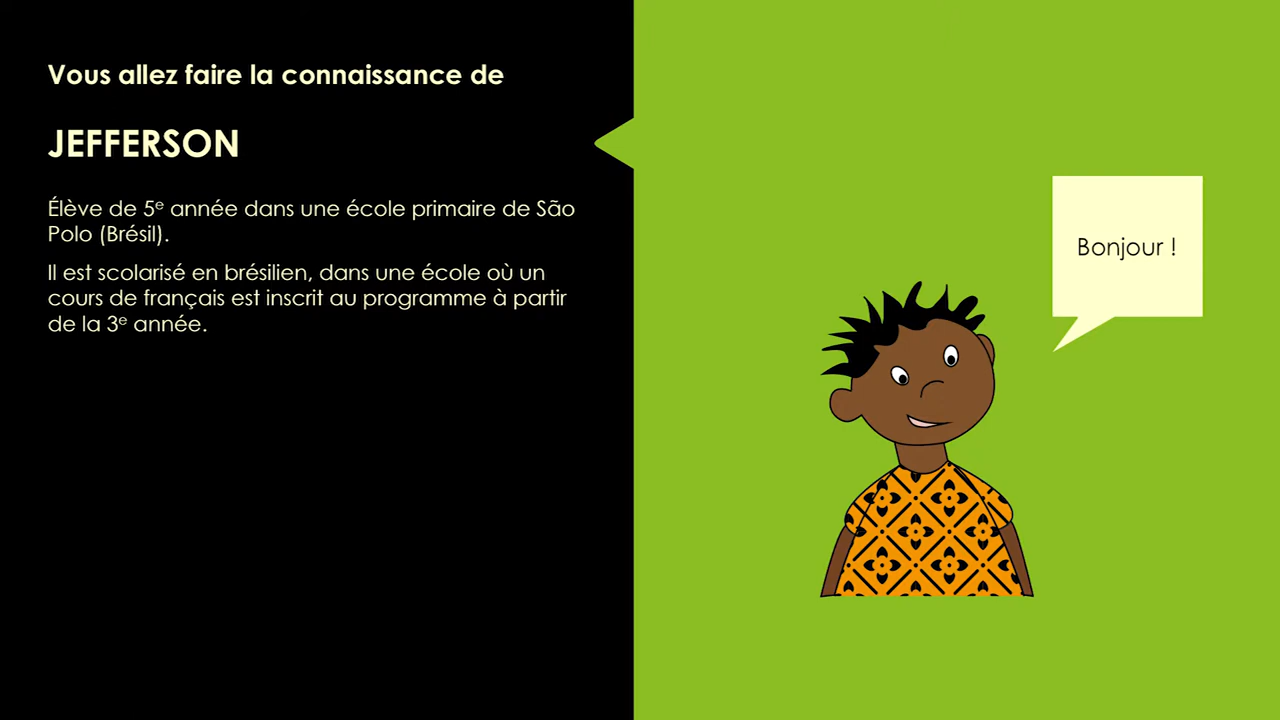 Vous allez faire la connaissance de
JEFFERSON
Élève de 5e année dans une école primaire de São
Polo (Brésil).
Il est scolarisé en brésilien, dans une école où un
cours de français est inscrit au programme à partir
de la 3e année.
Bonjour !